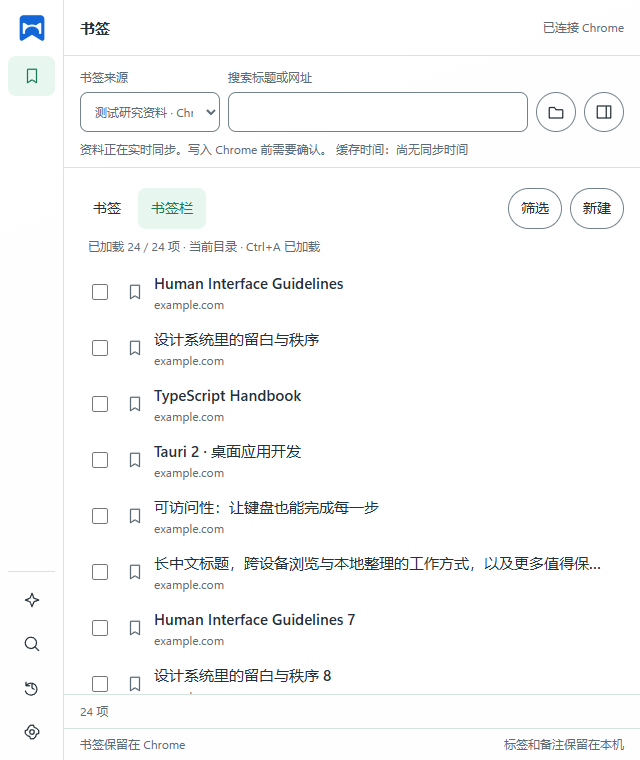 书签
已连接 Chrome
书签来源
搜索标题或网址
测试研究资料 · Chr
资料正在实时同步。写入 Chrome 前需要确认。 缓存时间：尚无同步时间
书签
书签栏
筛选
新建
已加载 24 / 24 项 · 当前目录 · Ctrl+A 已加载
Human Interface Guidelines
example.com
设计系统里的留白与秩序
example.com
TypeScript Handbook
example.com
Tauri 2 · 桌面应用开发
example.com
可访问性：让键盘也能完成每一步
example.com
长中文标题，跨设备浏览与本地整理的工作方式，以及更多值得保...
example.com
Human Interface Guidelines 7
example.com
设计系统里的留白与秩序 8
24 项
书签保留在 Chrome
标签和备注保留在本机